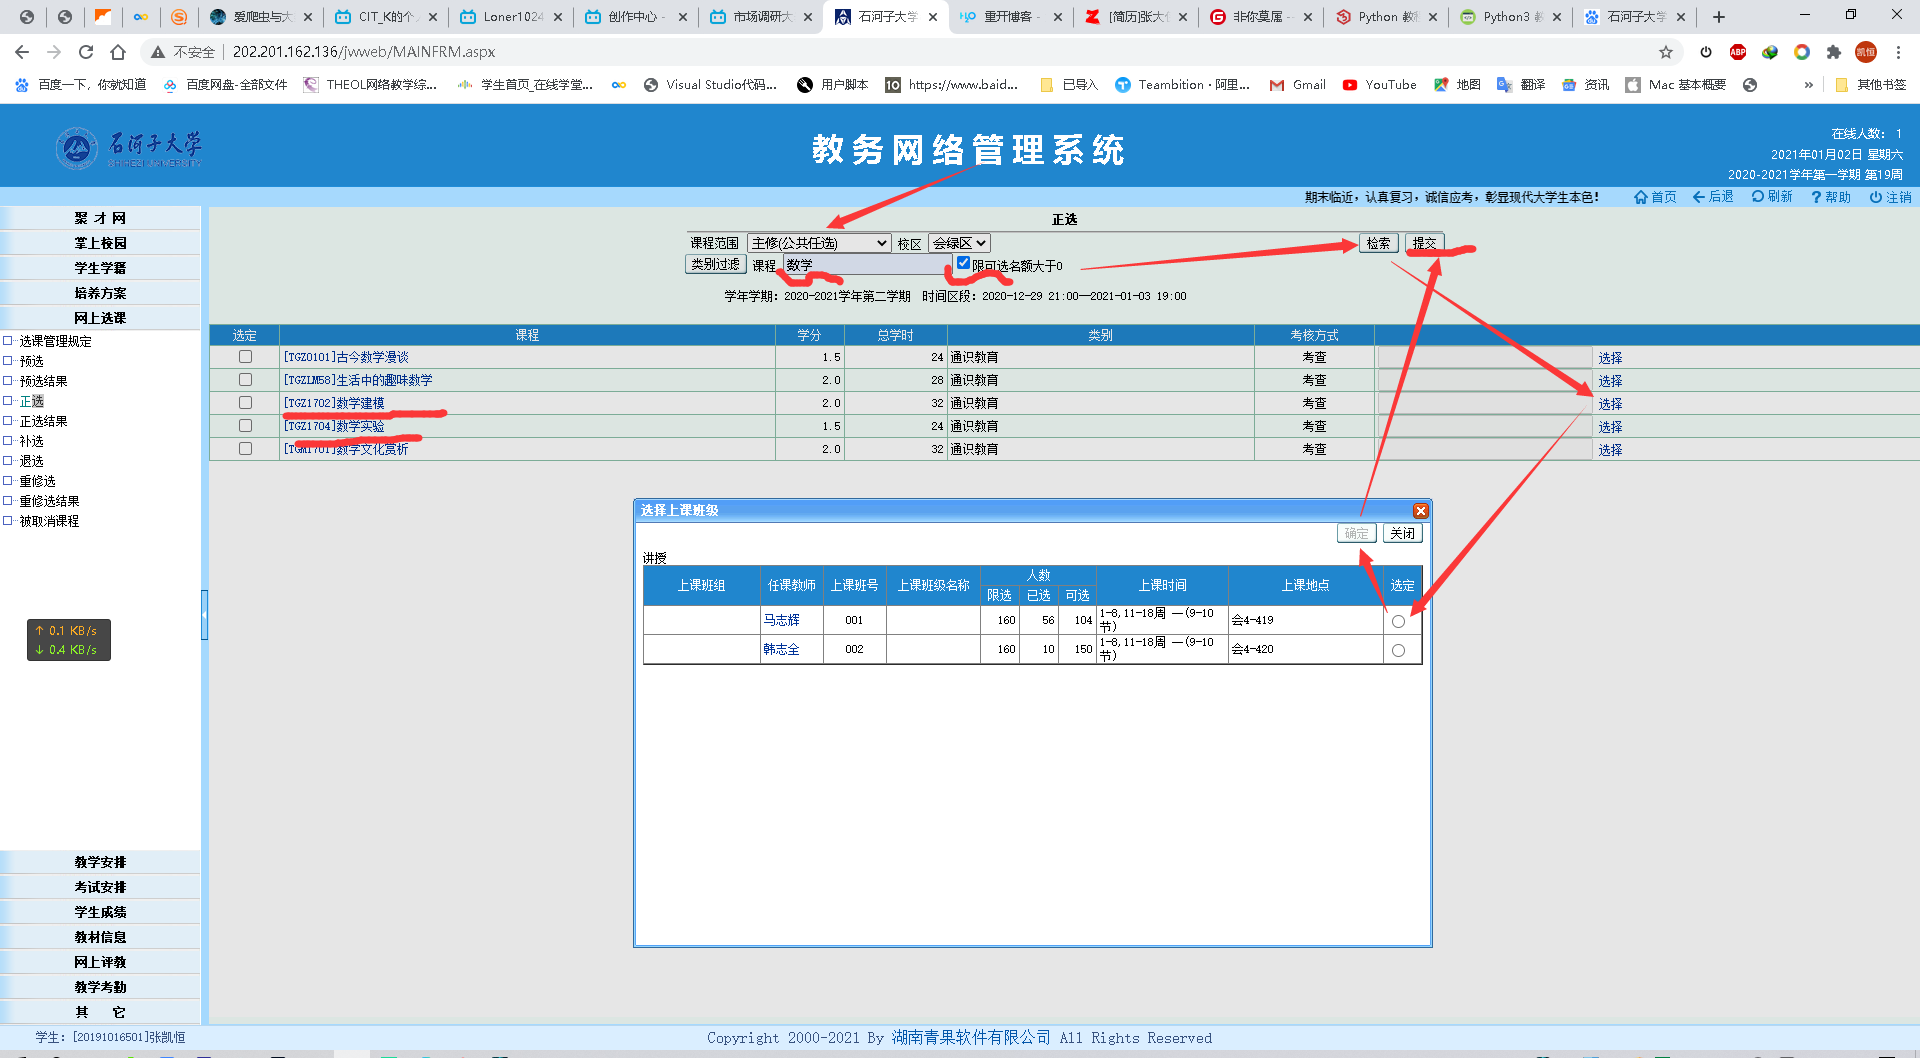 爱爬虫与大
CIT_K的个
Loner1024
创作中心 -
市场调研大
石河子大学
重开博客 -
[简历]张大
非你莫属 -
Python 教
Python3 教
石河子大学
不安全 202.201.162.136/jwweb/MAINFRM.aspx
ABP
凯恒
百度一下，你就知道 百度网盘-全部文件 THEOL网络教学综... 学生首页_在线学堂... Visual Studio代码... 用户脚本 10 https://www.baid... 已导入 Teambition · 阿里... Gmail YouTube 地图 翻译 资讯 Mac 基本概要 » 其他书签
石河子大学
SHIHEZI UNIVERSITY
教务网络管理系统
在线人数： 1
2021年01月02日 星期六
2020-2021学年第一学期 第19周
期末临近，认真复习，诚信应考，彰显现代大学生本色！ 首页 后退 刷新 帮助 注销
聚 才 网
掌上校园
学生学籍
培养方案
网上选课
选课管理规定
预选
预选结果
正选
正选结果
补选
退选
重修选
重修选结果
被取消课程
↑ 0.1 KB/s
↓ 0.4 KB/s
教学安排
考试安排
学生成绩
教材信息
网上评教
教学考勤
其 它
正选
课程范围 主修(公共任选) 校区 会绿区 检索 提交
类别过滤 课程 数学 限可选名额大于0
学年学期：2020-2021学年第二学期 时间区段：2020-12-29 21:00—2021-01-03 19:00
选定 课程 学分 总学时 类别 考核方式
[TGZ0101]古今数学漫谈 1.5 24 通识教育 考查 选择
[TGZLM58]生活中的趣味数学 2.0 28 通识教育 考查 选择
[TGZ1702]数学建模 2.0 32 通识教育 考查 选择
[TGZ1704]数学实验 1.5 24 通识教育 考查 选择
[TGM1701]数学文化赏析 2.0 32 通识教育 考查 选择
选择上课班级
确定 关闭
讲授
上课班组 任课教师 上课班号 上课班级名称 人数 上课时间 上课地点 选定
限选 已选 可选
马志辉 001 160 56 104 1-8,11-18周 一(9-10节) 会4-419
韩志全 002 160 10 150 1-8,11-18周 一(9-10节) 会4-420
学生：[20191016501]张凯恒
Copyright 2000-2021 By 湖南青果软件有限公司 All Rights Reserved